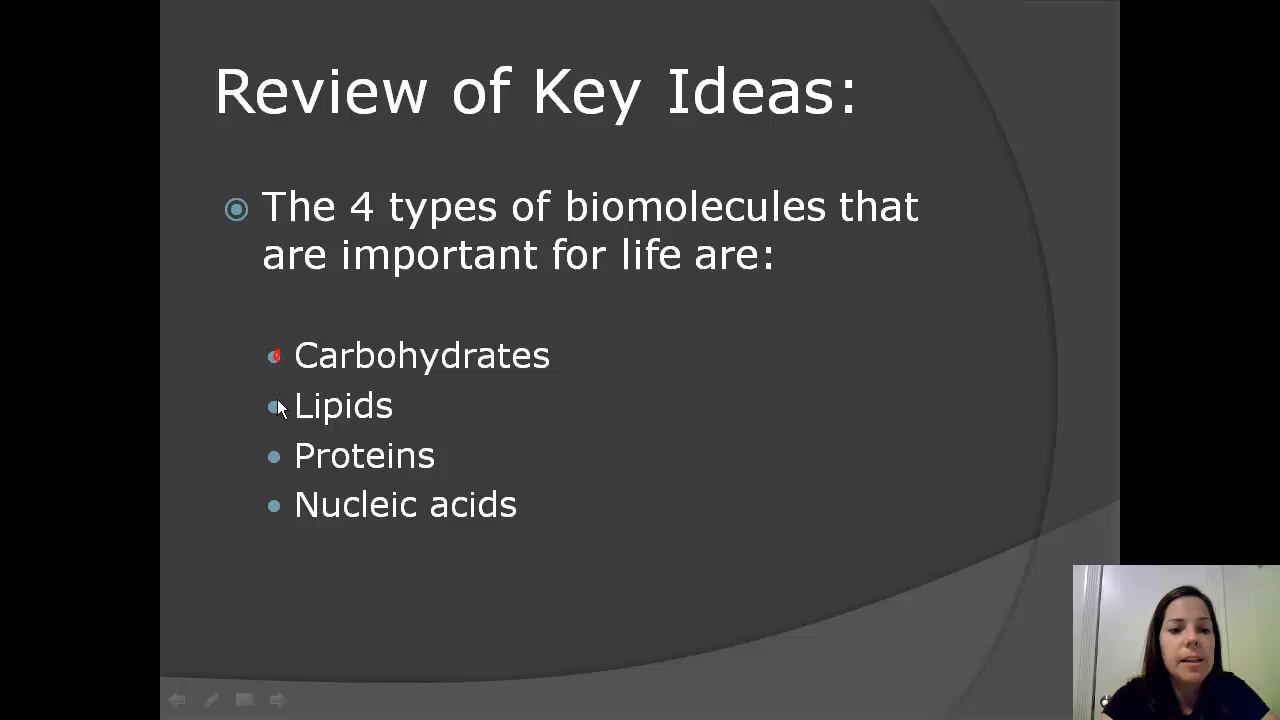 Review of Key Ideas:
The 4 types of biomolecules that
are important for life are:
Carbohydrates
Lipids
Proteins
Nucleic acids